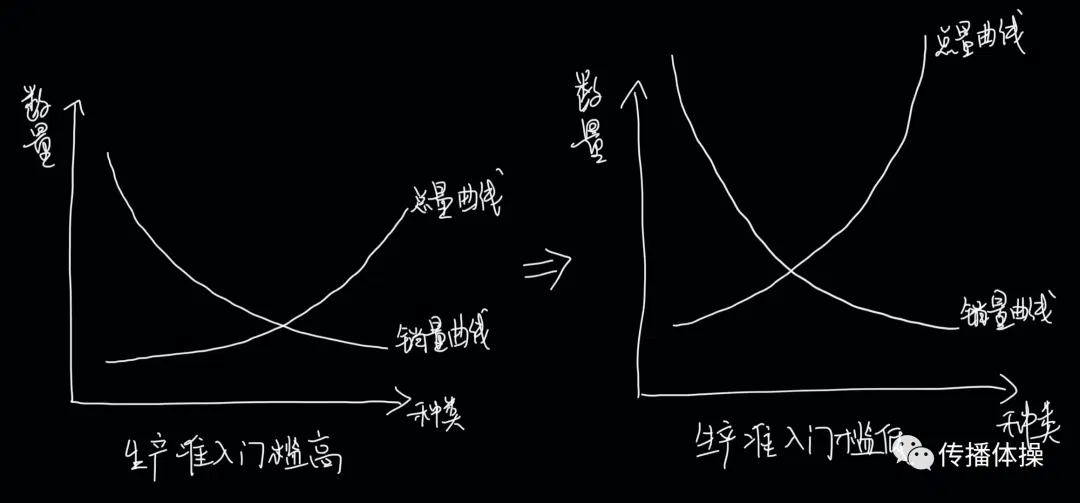 数量
总量曲线
销量曲线
种类
生产准入门槛高
数量
总量曲线
销量曲线
种类
生产准入门槛低
传播体操